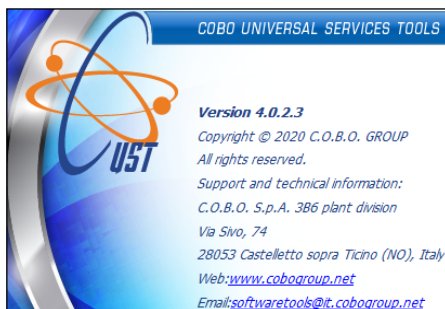 COBO UNIVERSAL SERVICES TOOLS
CUST
Version 4.0.2.3
Copyright © 2020 C.O.B.O. GROUP
All rights reserved.
Support and technical information:
C.O.B.O. S.p.A. 3B6 plant division
Via Sivo, 74
28053 Castelletto sopra Ticino (NO), Italy
Web:www.cobogroup.net
Email:softwaretools@it.cobogroup.net